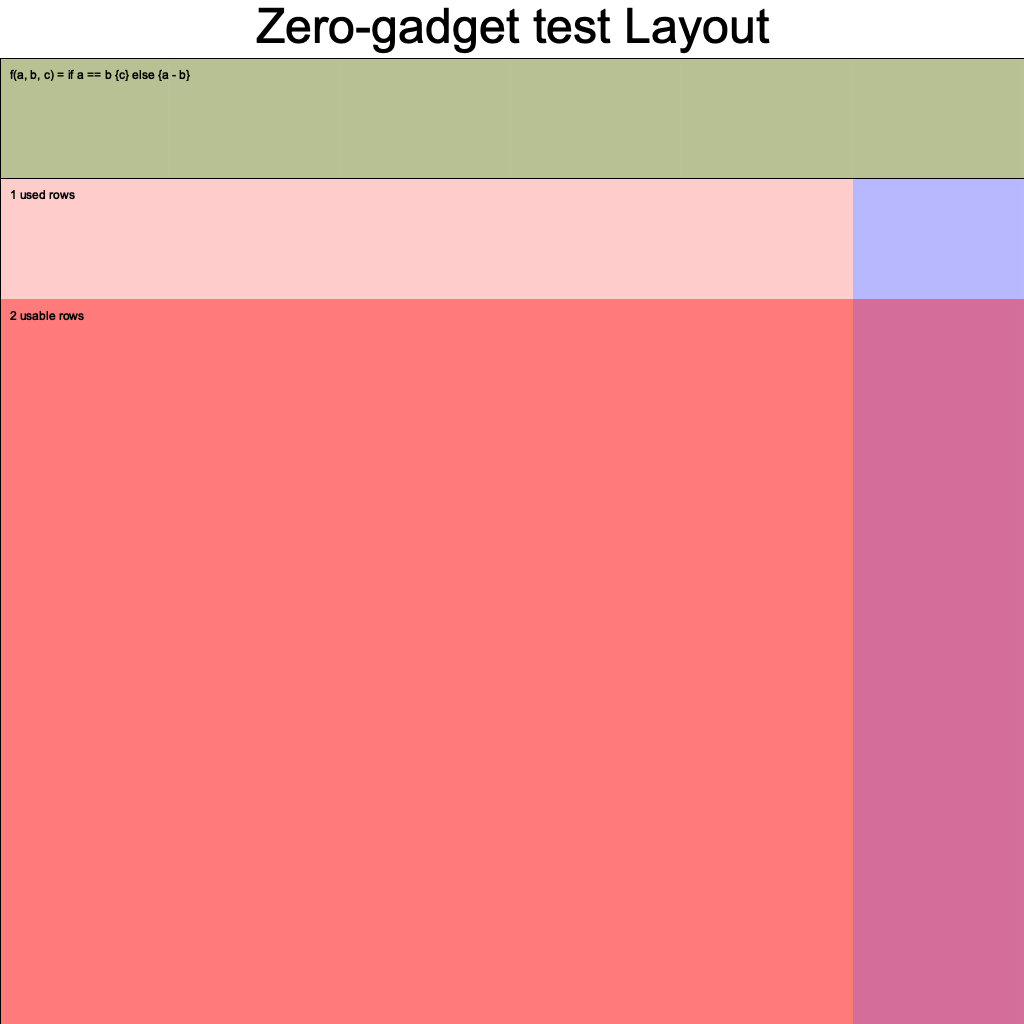 Zero-gadget test Layout
f(a, b, c) = if a == b {c} else {a - b}
1 used rows
2 usable rows